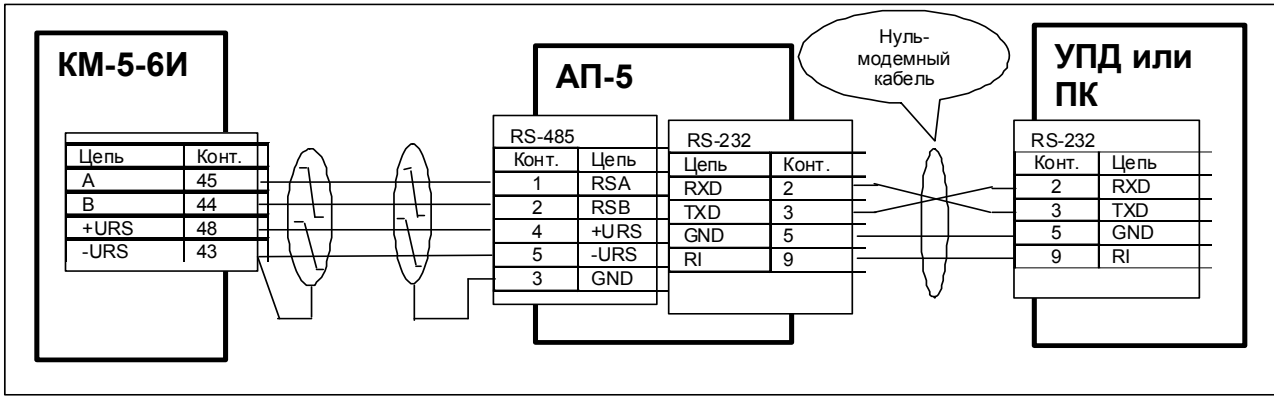 КМ-5-6И
Цепь Конт.
A 45
B 44
+URS 48
-URS 43
АП-5
RS-485
Конт. Цепь
1 RSA
2 RSB
4 +URS
5 -URS
3 GND
RS-232
Цепь Конт.
RXD 2
TXD 3
GND 5
RI 9
Нуль-
модемный
кабель
УПД или
ПК
RS-232
Конт. Цепь
2 RXD
3 TXD
5 GND
9 RI